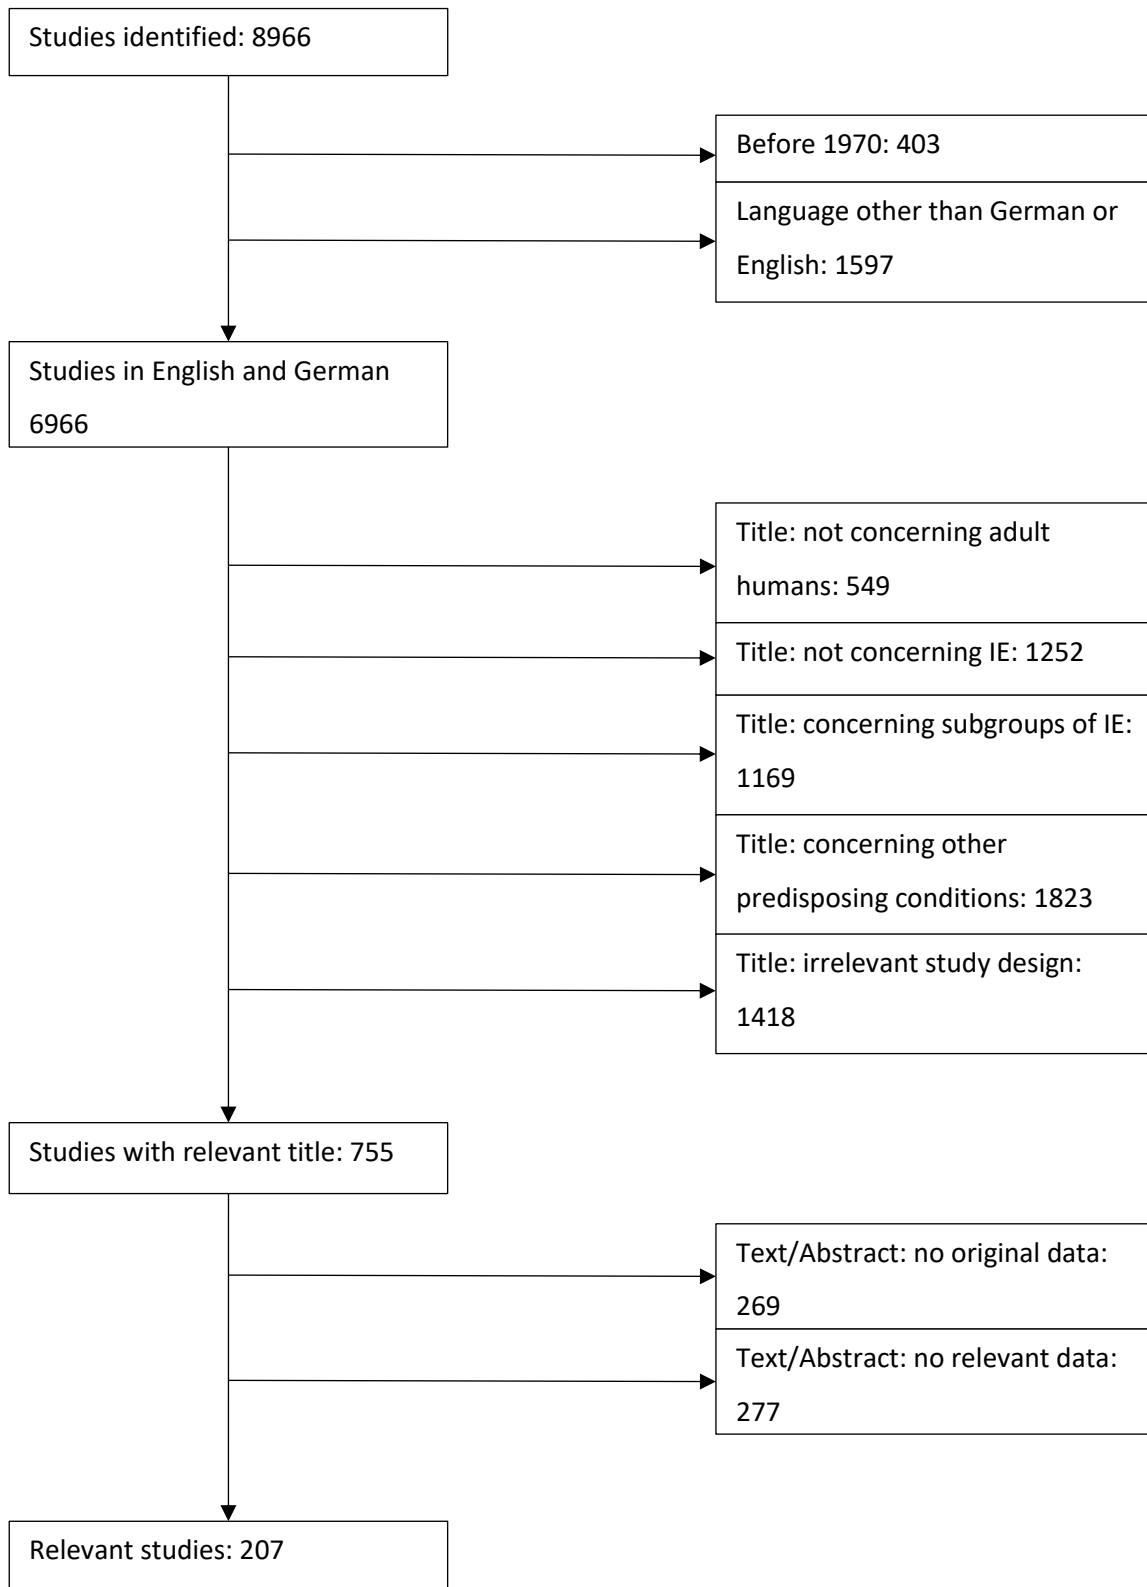 Studies identified: 8966
Before 1970: 403
Language other than German or
English: 1597
Studies in English and German
6966
Title: not concerning adult
humans: 549
Title: not concerning IE: 1252
Title: concerning subgroups of IE:
1169
Title: concerning other
predisposing conditions: 1823
Title: irrelevant study design:
1418
Studies with relevant title: 755
Text/Abstract: no original data:
269
Text/Abstract: no relevant data:
277
Relevant studies: 207